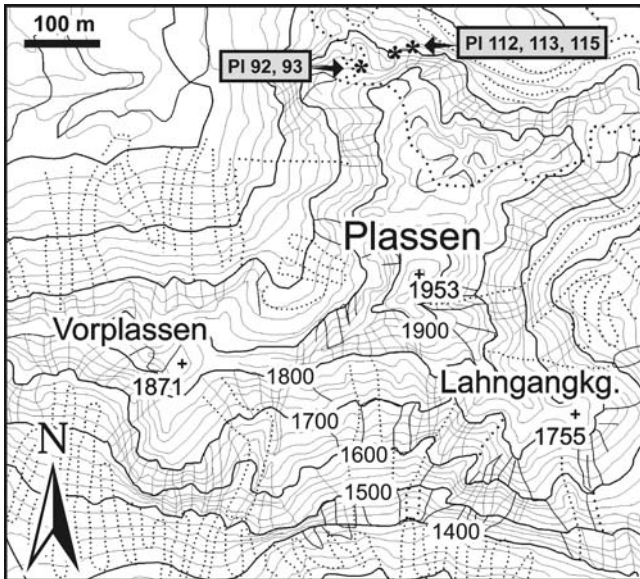 100 m
Pl 112, 113, 115
Pl 92, 93
Plassen
1953
Vorplassen
1900
1871
1800
Lahngangkg.
1700
1755
1600
N
1500
1400